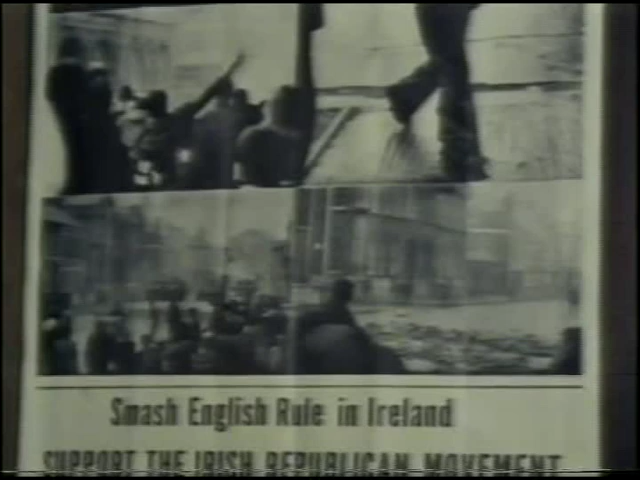 Smash English Rule in Ireland
SUPPORT THE IRISH REPUBLICAN MOVEMENT